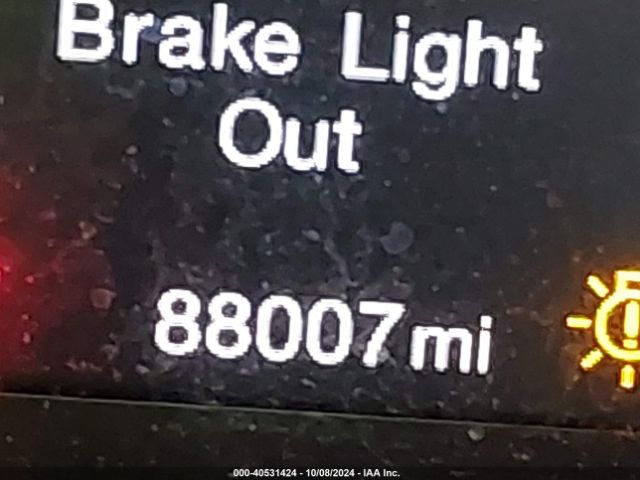 Brake Light
Out
88007 mi
000-40531424 - 10/08/2024 - IAA Inc.